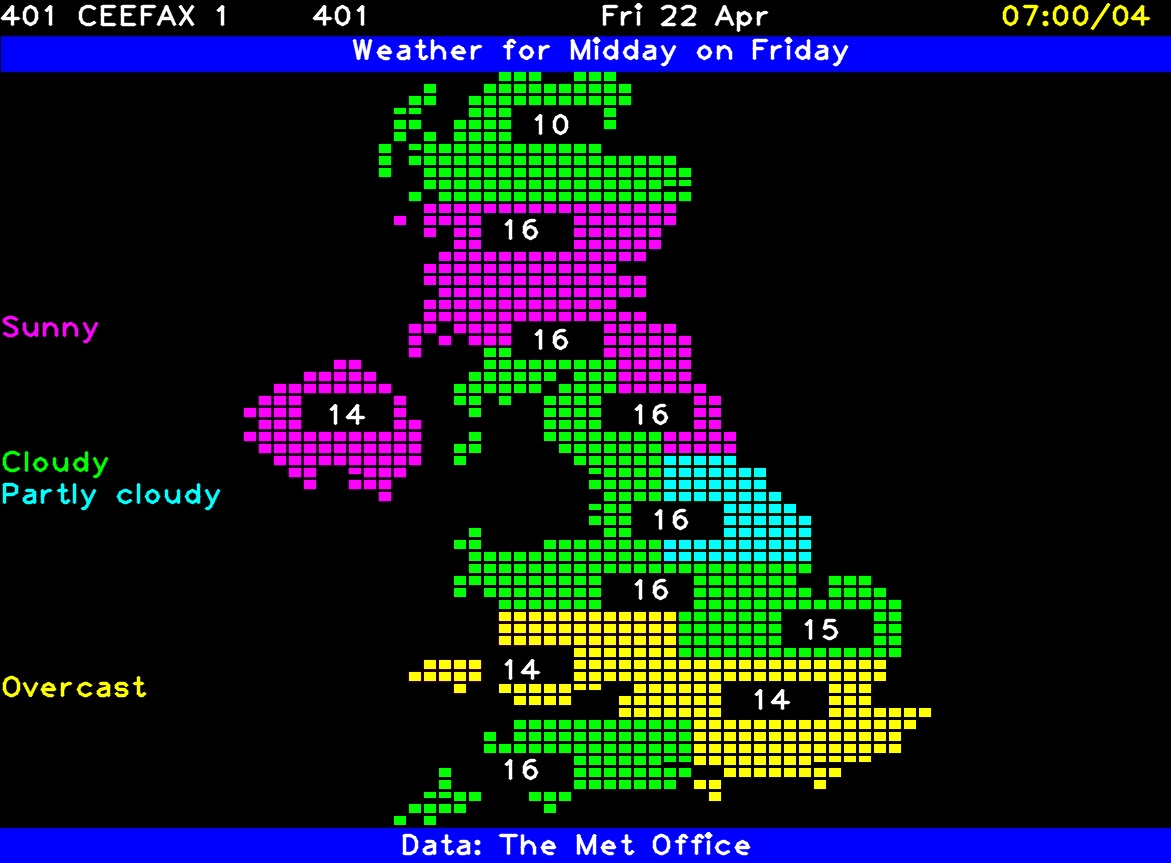 401 CEEFAX 1 401 Fri 22 Apr 07:00/04
Weather for Midday on Friday
10
16
Sunny
16
14
16
Cloudy
Partly cloudy
16
16
15
14
Overcast
14
16
Data: The Met Office